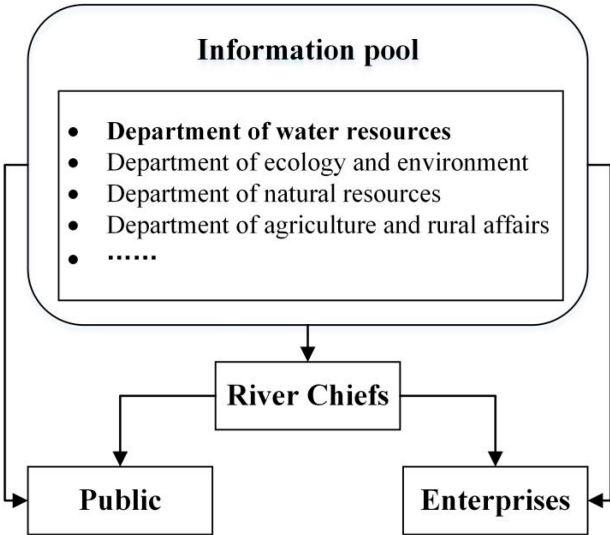 Information pool
• Department of water resources
• Department of ecology and environment
• Department of natural resources
• Department of agriculture and rural affairs
• ……
River Chiefs
Public
Enterprises